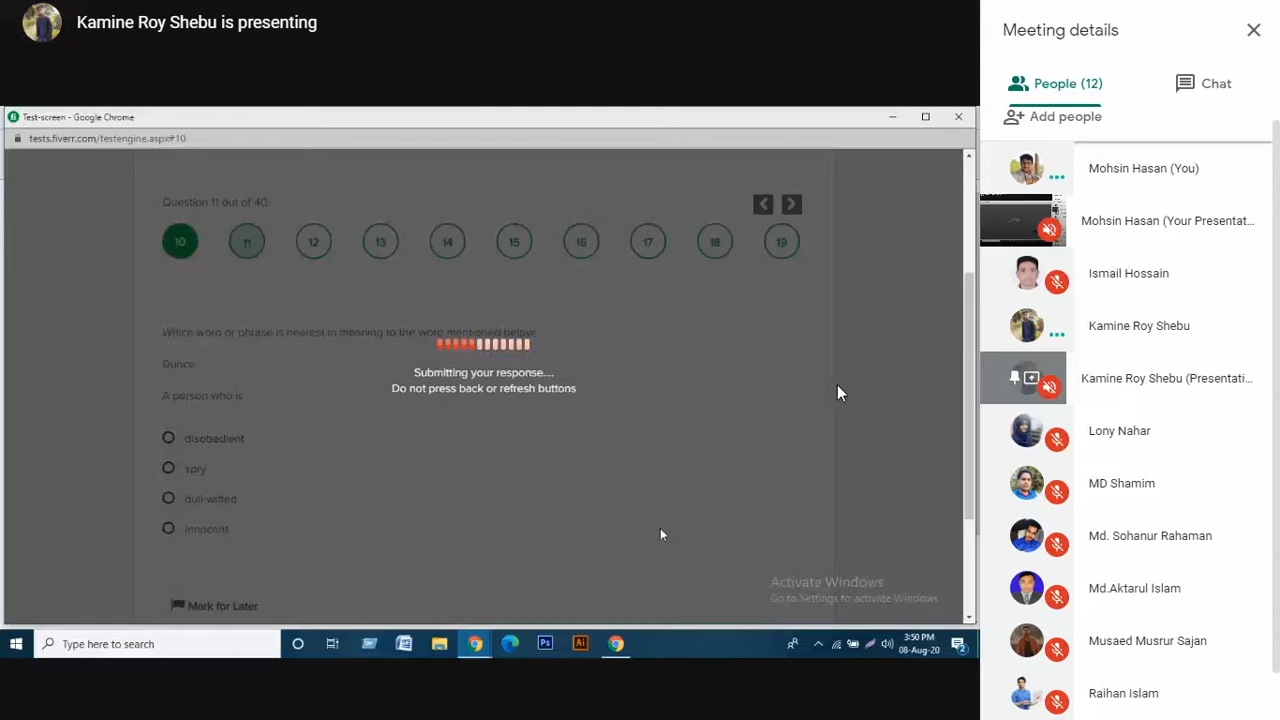 Kamine Roy Shebu is presenting
Test-screen - Google Chrome
tests.fiverr.com/testengine.aspx#10
Question 11 out of 40
10 11 12 13 14 15 16 17 18 19
Which word or phrase is nearest in meaning to the word mentioned below.
Dunce
A person who is
Submitting your response....
Do not press back or refresh buttons
disobedient
spry
dull-witted
innocent
Mark for Later
Activate Windows
Go to Settings to activate Windows.
Type here to search
Ps
Ai
3:50 PM
08-Aug-20
2
Meeting details
People (12)
Chat
Add people
Mohsin Hasan (You)
Mohsin Hasan (Your Presentat...
Ismail Hossain
Kamine Roy Shebu
Kamine Roy Shebu (Presentati...
Lony Nahar
MD Shamim
Md. Sohanur Rahaman
Md.Aktarul Islam
Musaed Musrur Sajan
Raihan Islam